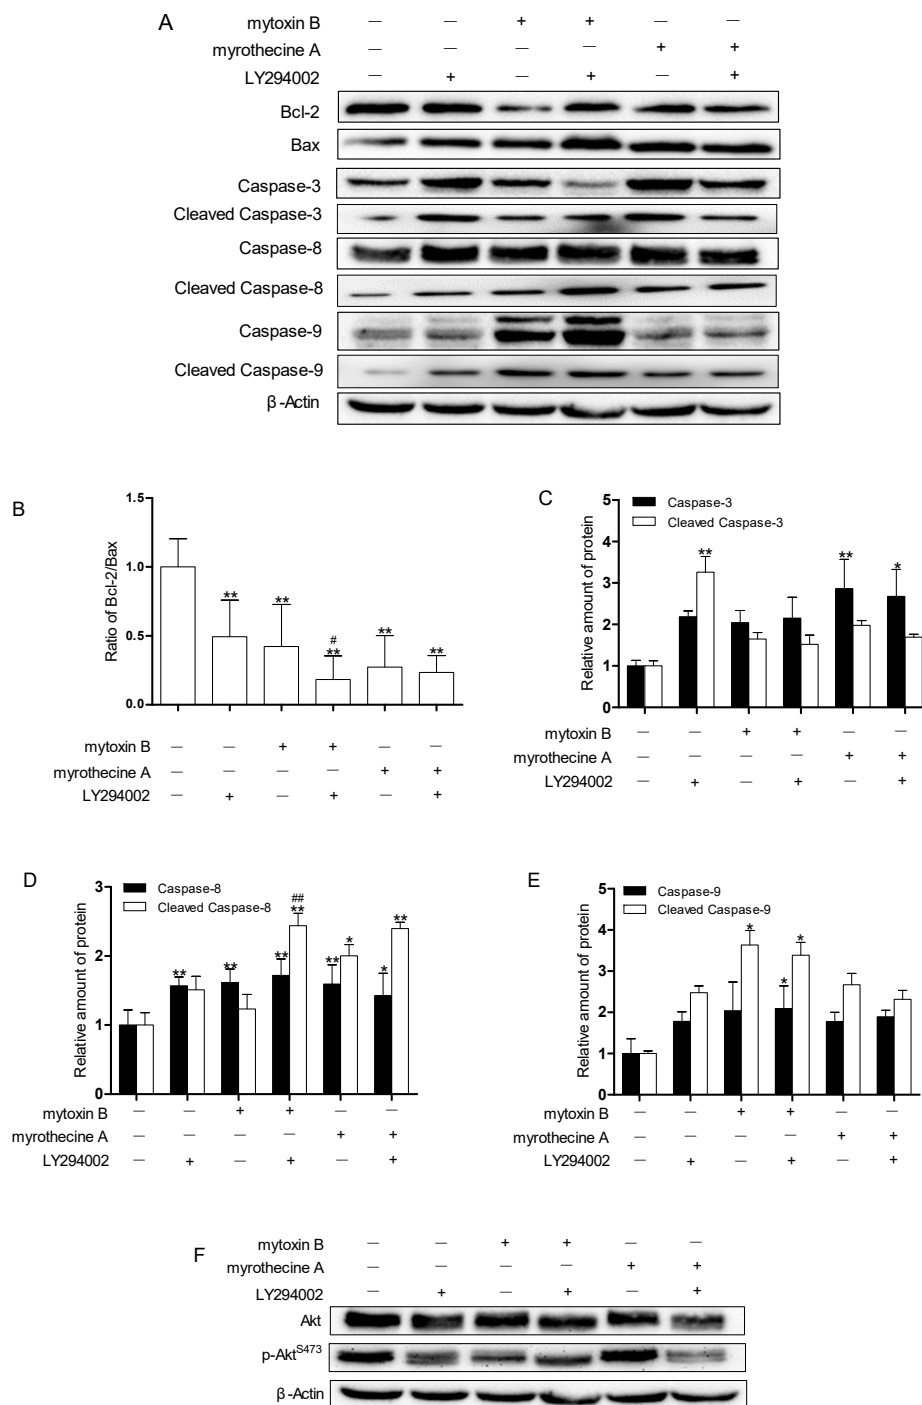 A
mytoxin B — — + + — —
myrothecine A — — — — + +
LY294002 — + — + — +
Bcl-2
Bax
Caspase-3
Cleaved Caspase-3
Caspase-8
Cleaved Caspase-8
Caspase-9
Cleaved Caspase-9
β-Actin
B
Ratio of Bcl-2/Bax
1.5
1.0
0.5
0.0
** ** # ** ** **
mytoxin B — — + + — —
myrothecine A — — — — + +
LY294002 — + — + — +
C
Relative amount of protein
Caspase-3
Cleaved Caspase-3
5
4
3
2
1
0
** ** *
mytoxin B — — + + — —
myrothecine A — — — — + +
LY294002 — + — + — +
D
Relative amount of protein
Caspase-8
Cleaved Caspase-8
3
2
1
0
** ** ** ## ** ** * * **
mytoxin B — — + + — —
myrothecine A — — — — + +
LY294002 — + — + — +
E
Relative amount of protein
Caspase-9
Cleaved Caspase-9
5
4
3
2
1
0
* * *
mytoxin B — — + + — —
myrothecine A — — — — + +
LY294002 — + — + — +
F
mytoxin B — — + + — —
myrothecine A — — — — + +
LY294002 — + — + — +
Akt
p-Akt^S473
β-Actin